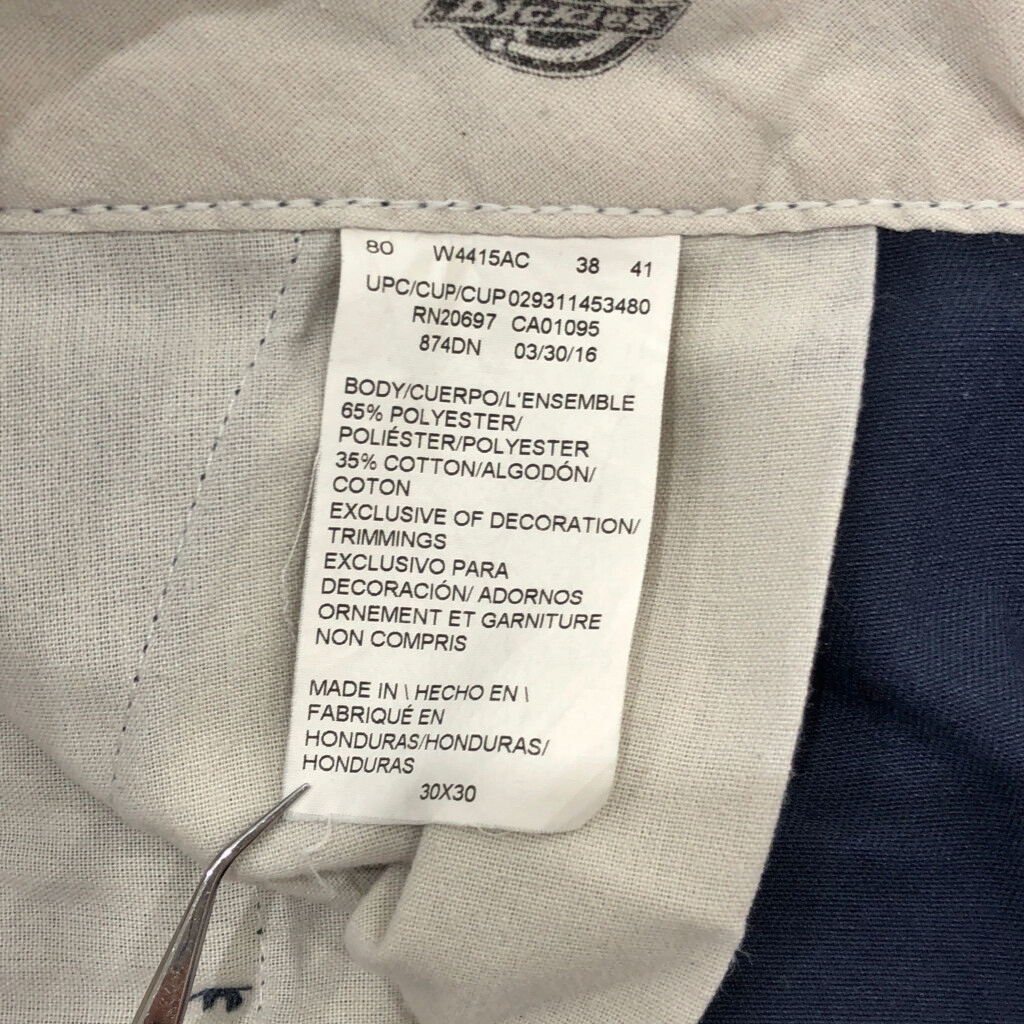 Dickies
80 W4415AC 38 41
UPC/CUP/CUP029311453480
RN20697 CA01095
874DN 03/30/16
BODY/CUERPO/L'ENSEMBLE
65% POLYESTER/
POLIÉSTER/POLYESTER
35% COTTON/ALGODÓN/
COTON
EXCLUSIVE OF DECORATION/
TRIMMINGS
EXCLUSIVO PARA
DECORACIÓN/ ADORNOS
ORNEMENT ET GARNITURE
NON COMPRIS
MADE IN \ HECHO EN \
FABRIQUÉ EN
HONDURAS/HONDURAS/
HONDURAS
30X30